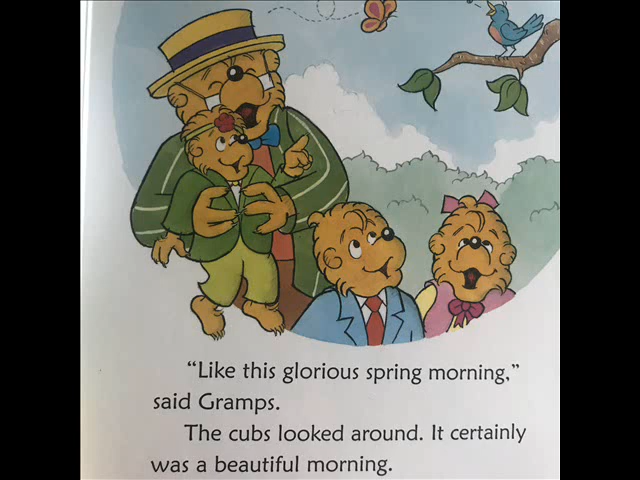 “Like this glorious spring morning,”
said Gramps.
The cubs looked around. It certainly
was a beautiful morning.